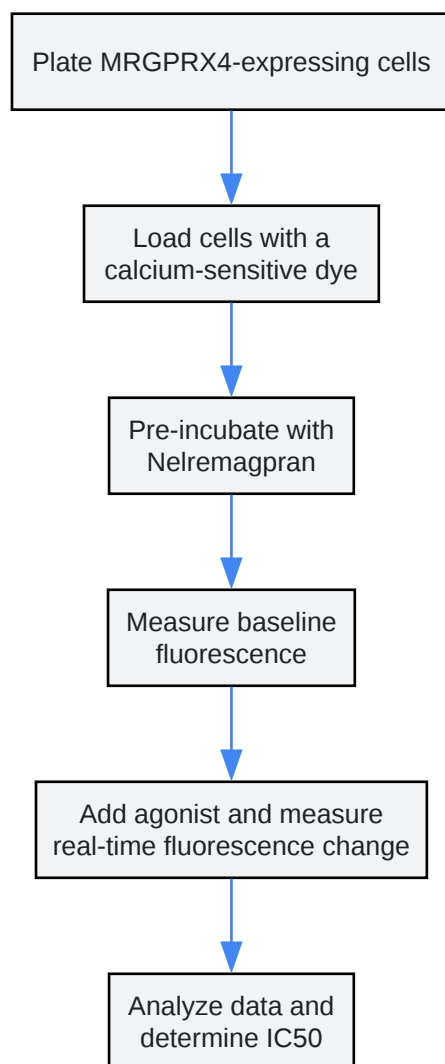 Plate MRGPRX4-expressing cells
Load cells with a
calcium-sensitive dye
Pre-incubate with
Nelremagpran
Measure baseline
fluorescence
Add agonist and measure
real-time fluorescence change
Analyze data and
determine IC50